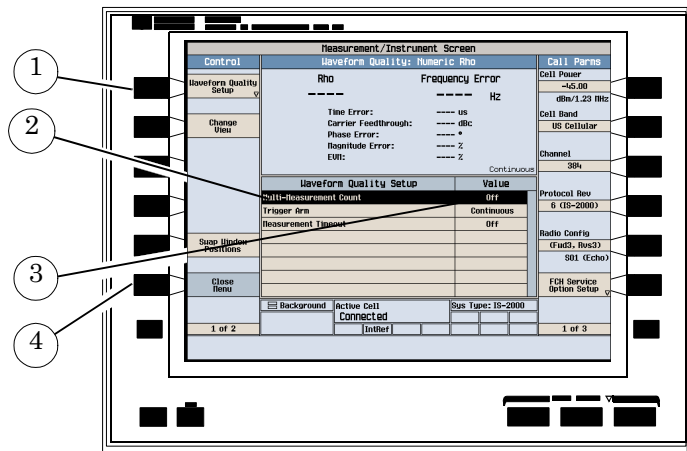 Measurement/Instrument Screen
Control
Waveform Quality: Numeric Rho
Call Parms
1
Waveform Quality
Setup
Rho
Frequency Error
----
---- Hz
Cell Power
-45.00
dBm/1.23 MHz
2
Change
View
Time Error: ---- us
Carrier Feedthrough: ---- dBc
Phase Error: ---- °
Magnitude Error: ---- %
EVM: ---- %
Continuous
Cell Band
US Cellular
Channel
384
Waveform Quality Setup
Value
Multi-Measurement Count
Off
Trigger Arm
Continuous
Measurement Timeout
Off
Protocol Rev
6 (IS-2000)
3
Swap Window
Positions
Radio Config
(Fwd3, Rvs3)
SO1 (Echo)
4
Close
Menu
FCH Service
Option Setup
Background
Active Cell
Sys Type: IS-2000
Connected
1 of 2
IntRef
1 of 3